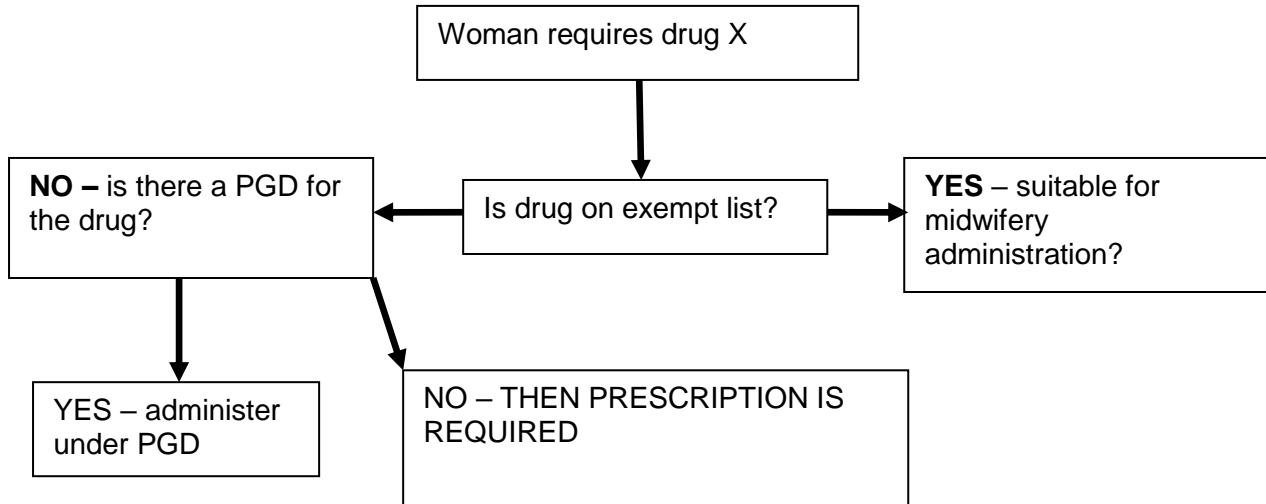 Woman requires drug X
NO – is there a PGD for
the drug?
Is drug on exempt list?
YES – suitable for
midwifery
administration?
YES – administer
under PGD
NO – THEN PRESCRIPTION IS
REQUIRED